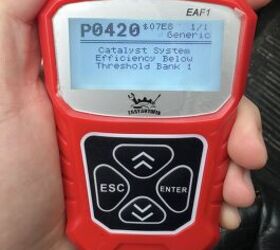 EAF1
P0420 $07E8 1/1
Generic
Catalyst System
Efficiency Below
Threshold Bank 1
ESC
ENTER